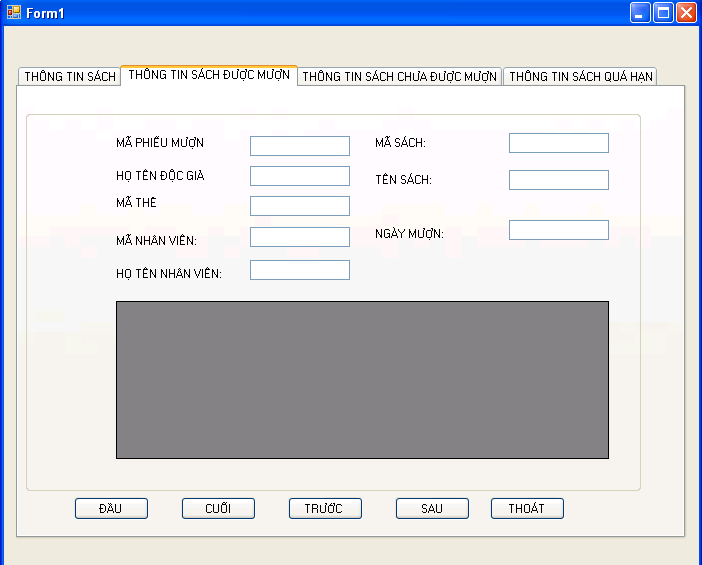 Form1
THÔNG TIN SÁCH
THÔNG TIN SÁCH ĐƯỢC MƯỢN
THÔNG TIN SÁCH CHƯA ĐƯỢC MƯỢN
THÔNG TIN SÁCH QUÁ HẠN
MÃ PHIẾU MƯỢN
HỌ TÊN ĐỘC GIẢ
MÃ THẺ
MÃ NHÂN VIÊN:
HỌ TÊN NHÂN VIÊN:
MÃ SÁCH:
TÊN SÁCH:
NGÀY MƯỢN:
ĐẦU
CUỐI
TRƯỚC
SAU
THOÁT